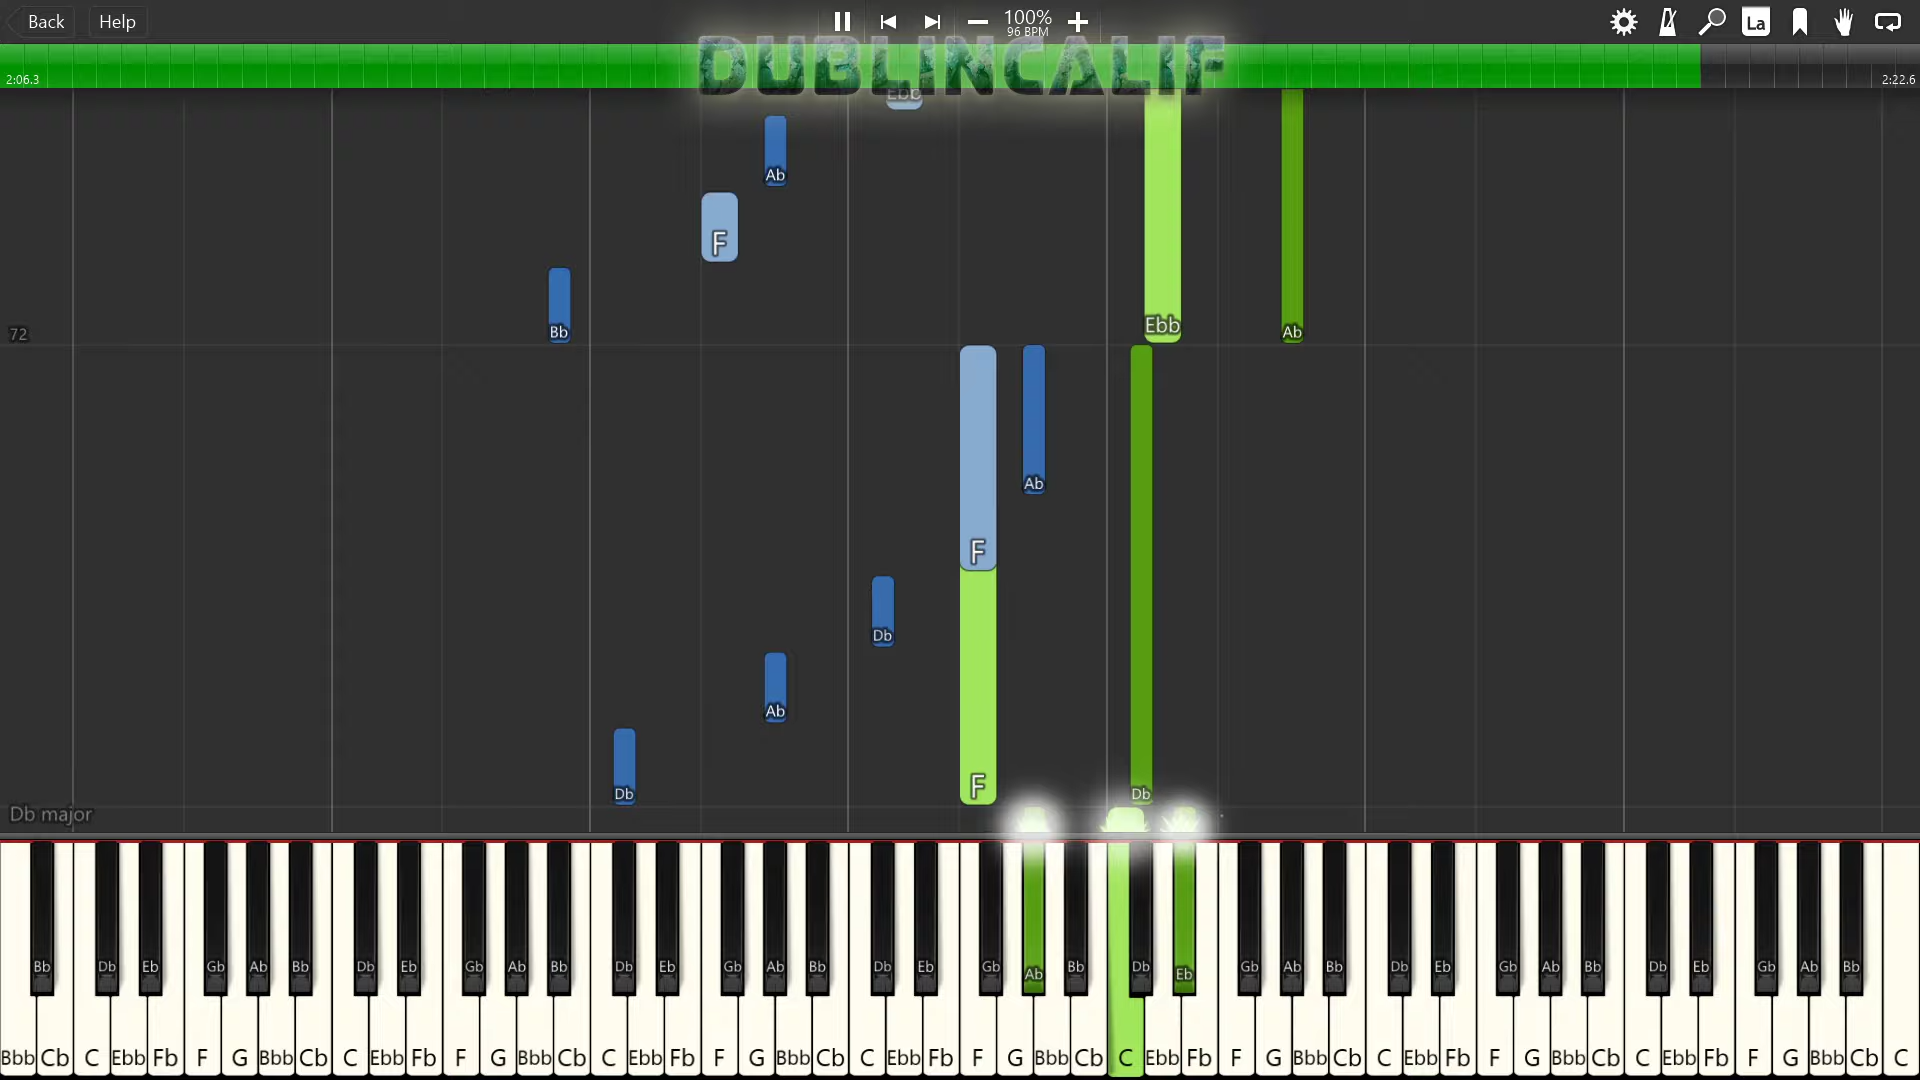 Back Help 100%
96 BPM
La
2:06.3 DUBLINCALIF 2:22.6
Ebb
Ab
F
Bb Ebb Ab
72
Ab
F
Db
Ab
F
Db Db
Db major
Bb Db Eb Gb Ab Bb Db Eb Gb Ab Bb Db Eb Gb Ab Bb Db Eb Gb Ab Bb Db Eb Gb Ab Bb Db Eb Gb Ab Bb Db Eb Gb Ab Bb
Bbb Cb C Ebb Fb F G Bbb Cb C Ebb Fb F G Bbb Cb C Ebb Fb F G Bbb Cb C Ebb Fb F G Bbb Cb C Ebb Fb F G Bbb Cb C Ebb Fb F G Bbb Cb C Ebb Fb F G Bbb Cb C